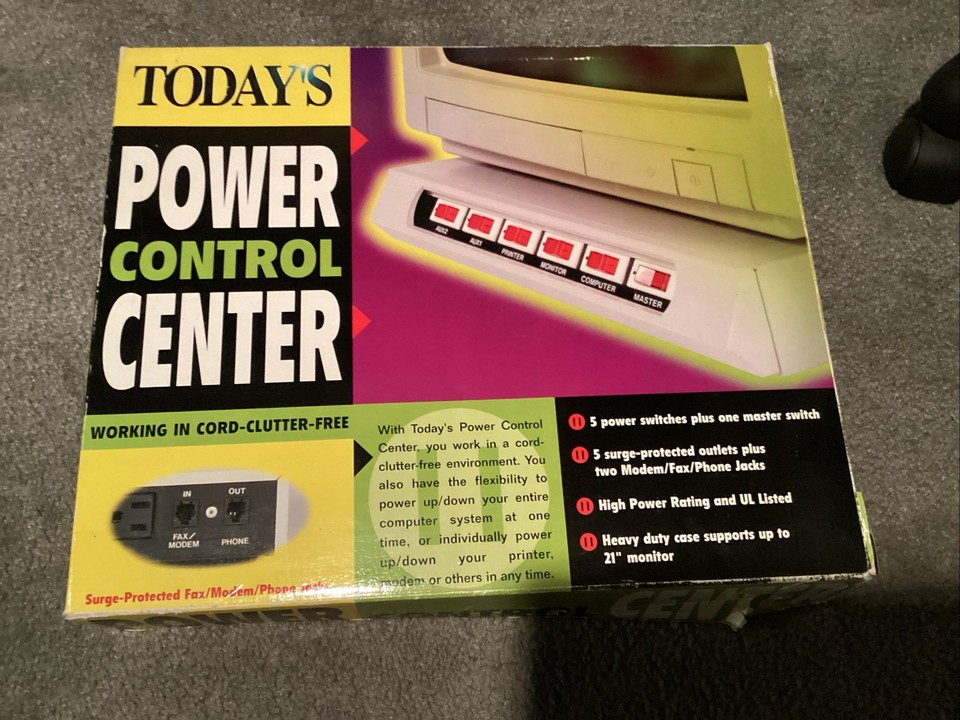 TODAY'S
POWER
CONTROL
CENTER
AUX2
AUX1
PRINTER
MONITOR
COMPUTER
MASTER
WORKING IN CORD-CLUTTER-FREE
IN
OUT
FAX/
MODEM
PHONE
Surge-Protected Fax/Modem/Phone Jacks
With Today's Power Control
Center, you work in a cord-
clutter-free environment. You
also have the flexibility to
power up/down your entire
computer system at one
time, or individually power
up/down your printer,
modem or others in any time.
5 power switches plus one master switch
5 surge-protected outlets plus
two Modem/Fax/Phone Jacks
High Power Rating and UL Listed
Heavy duty case supports up to
21" monitor
POWER CONTROL CENTER